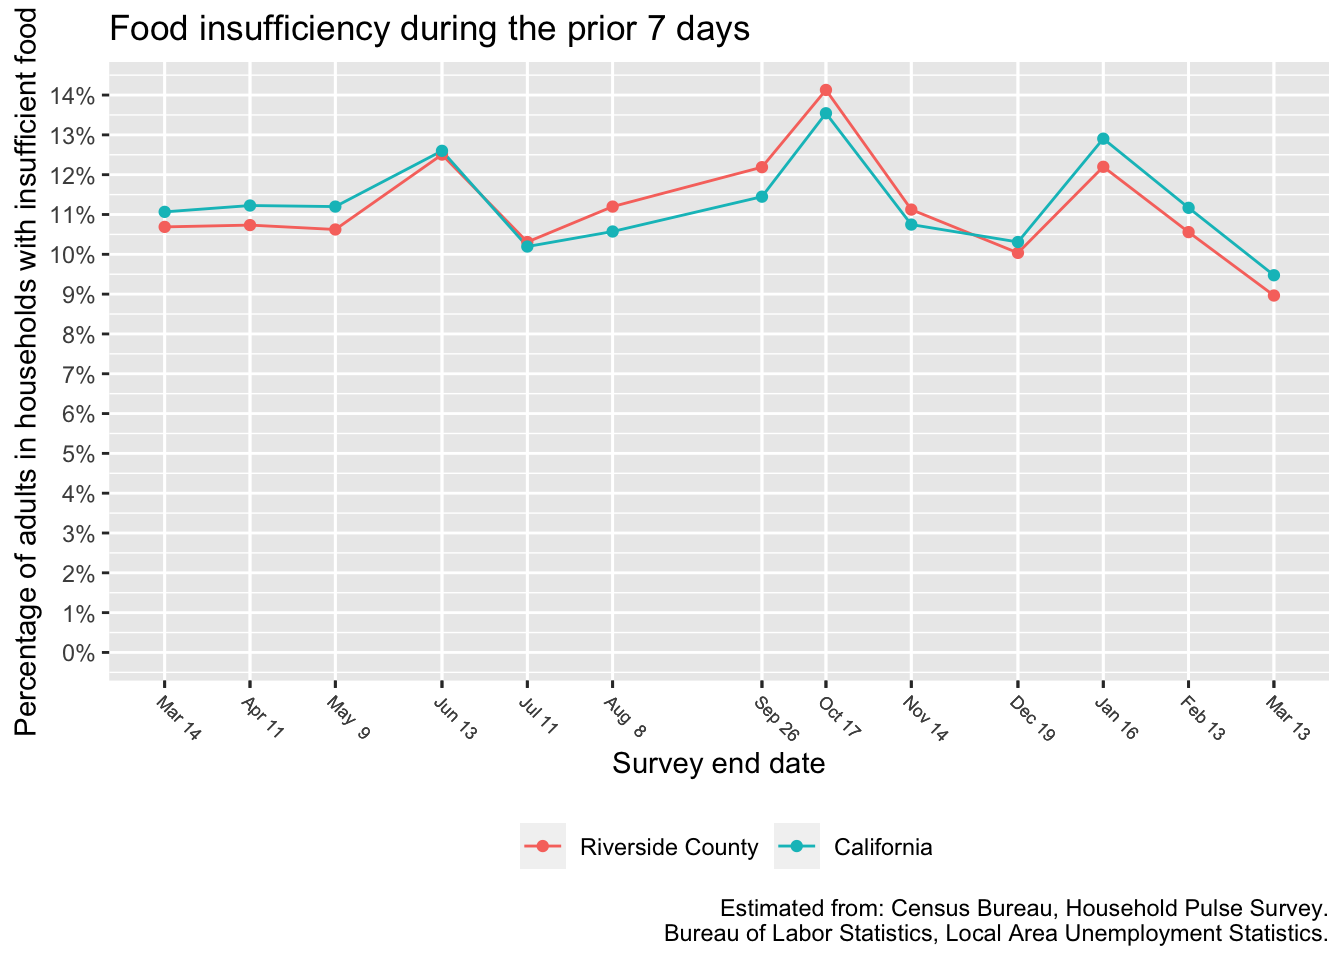 Food insufficiency during the prior 7 days
Percentage of adults in households with insufficient food
14%
13%
12%
11%
10%
9%
8%
7%
6%
5%
4%
3%
2%
1%
0%
Mar 14
Apr 11
May 9
Jun 13
Jul 11
Aug 8
Sep 26
Oct 17
Nov 14
Dec 19
Jan 16
Feb 13
Mar 13
Survey end date
Riverside County
California
Estimated from: Census Bureau, Household Pulse Survey.
Bureau of Labor Statistics, Local Area Unemployment Statistics.